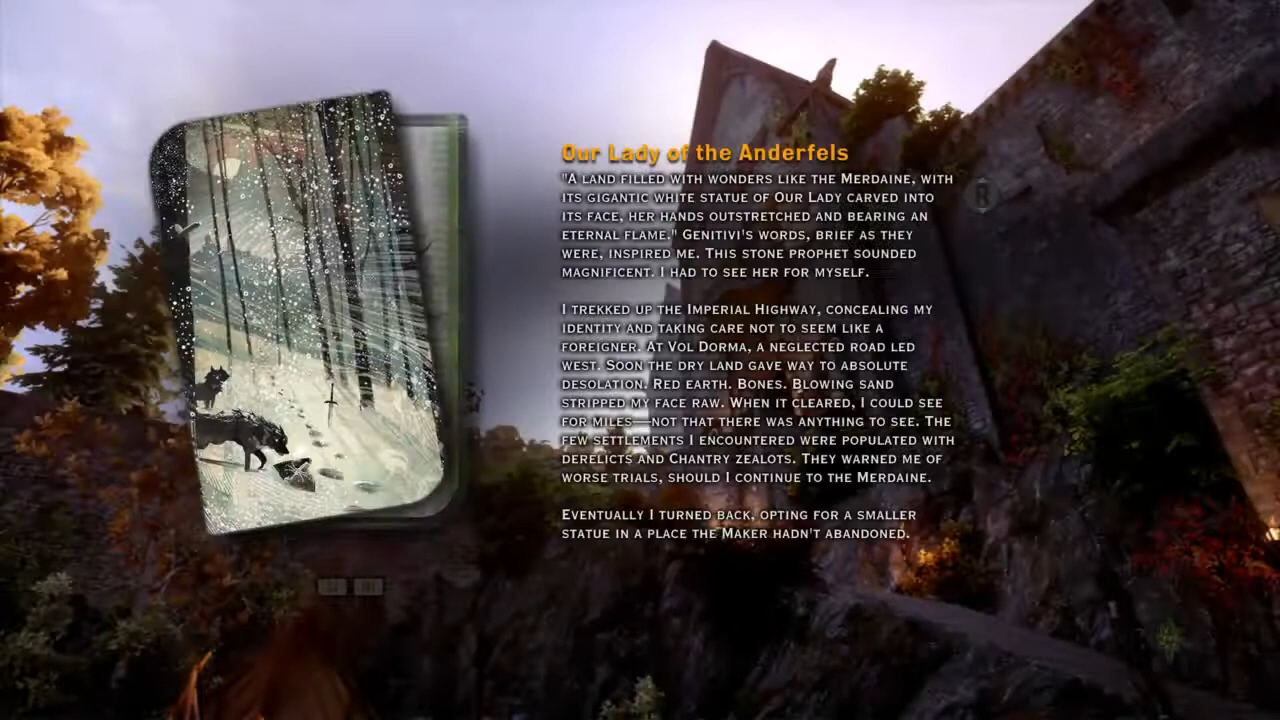 Our Lady of the Anderfels
"A land filled with wonders like the Merdaine, with
its gigantic white statue of Our Lady carved into
its face, her hands outstretched and bearing an
eternal flame." Genitivi's words, brief as they
were, inspired me. This stone prophet sounded
magnificent. I had to see her for myself.
I trekked up the Imperial Highway, concealing my
identity and taking care not to seem like a
foreigner. At Vol Dorma, a neglected road led
west. Soon the dry land gave way to absolute
desolation. Red earth. Bones. Blowing sand
stripped my face raw. When it cleared, I could see
for miles—not that there was anything to see. The
few settlements I encountered were populated with
derelicts and Chantry zealots. They warned me of
worse trials, should I continue to the Merdaine.
Eventually I turned back, opting for a smaller
statue in a place the Maker hadn't abandoned.